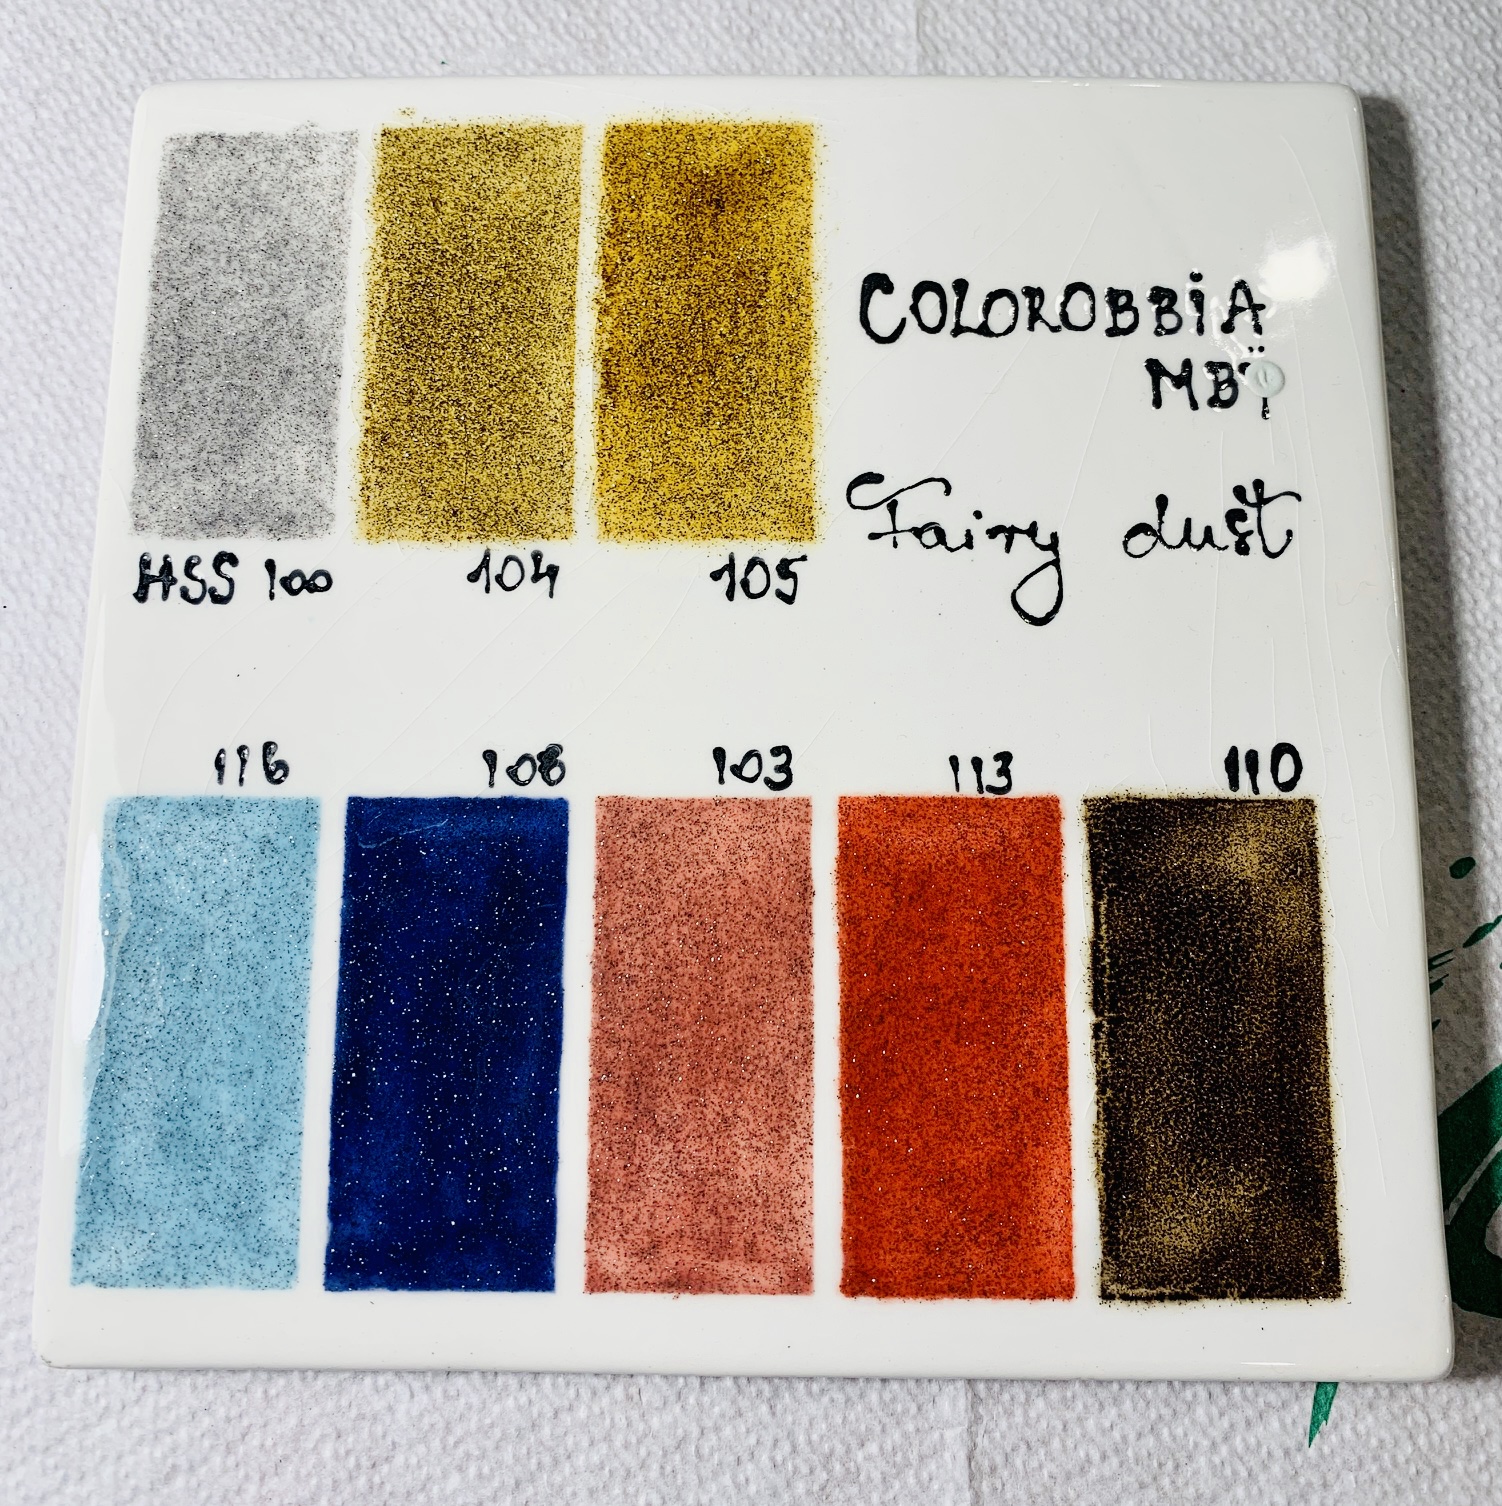 COLOROBBiA
MB
Fairy dust
HSS 100 104 105
116 108 103 113 110